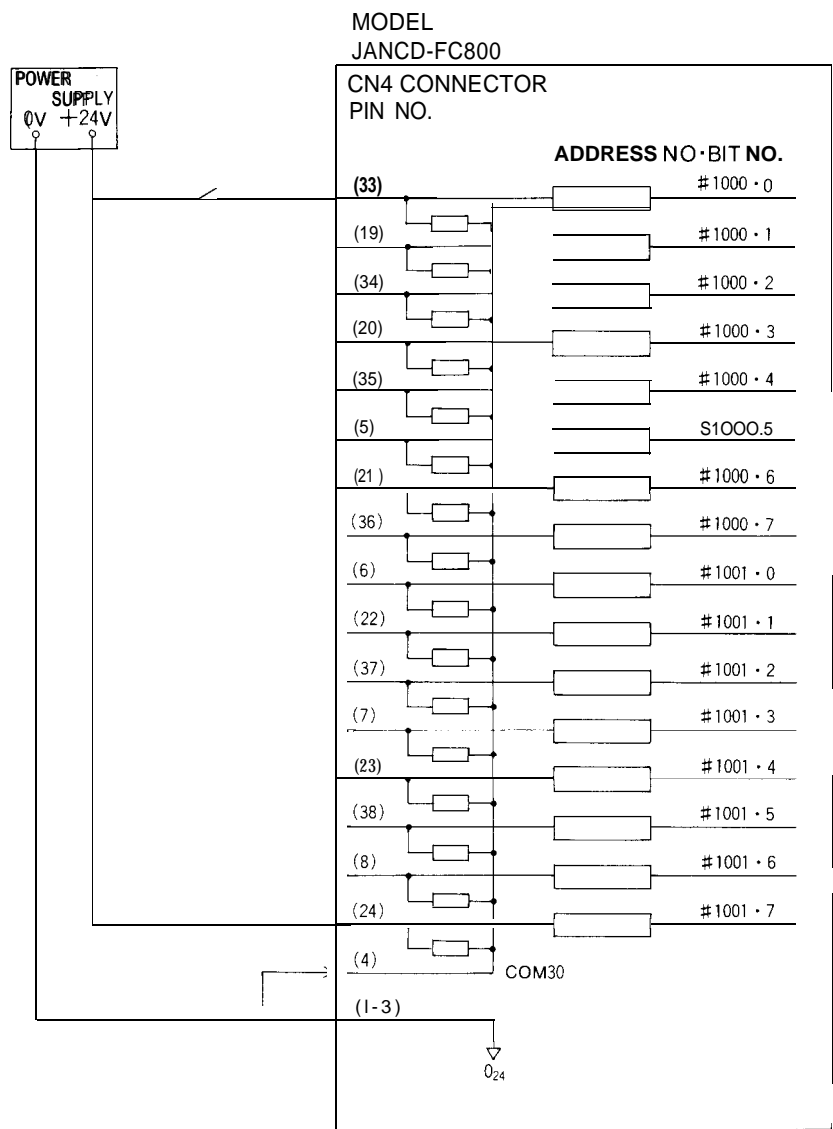 MODEL
JANCD-FC800
POWER
SUPPLY
0V +24V
CN4 CONNECTOR
PIN NO.
ADDRESS NO·BIT NO.
(33) #1000·0
(19) #1000·1
(34) #1000·2
(20) #1000·3
(35) #1000·4
(5) S1OOO.5
(21) #1000·6
(36) #1000·7
(6) #1001·0
(22) #1001·1
(37) #1001·2
(7) #1001·3
(23) #1001·4
(38) #1001·5
(8) #1001·6
(24) #1001·7
(4) COM30
(I-3)
024